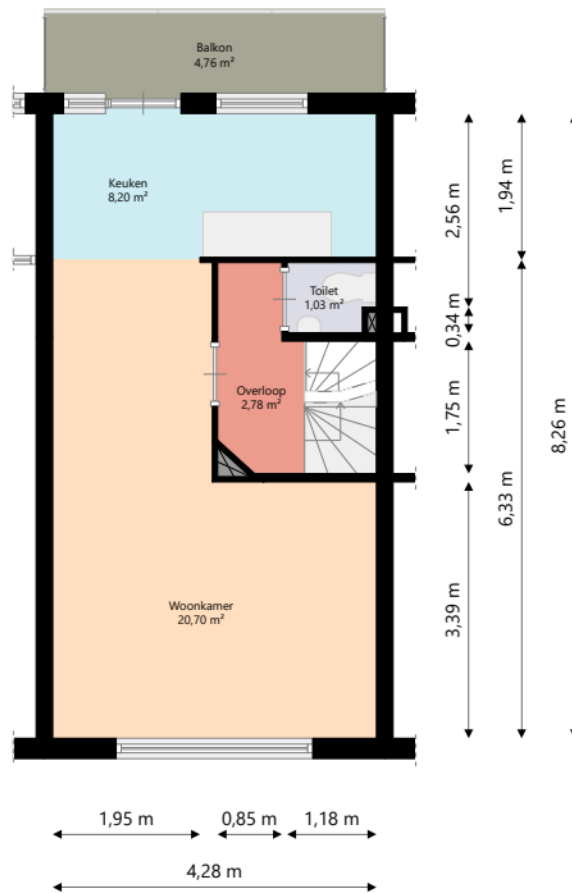 Balkon
4,76 m²
Keuken
8,20 m²
Toilet
1,03 m²
Overloop
2,78 m²
Woonkamer
20,70 m²
2,56 m
1,94 m
0,34 m
1,75 m
8,26 m
6,33 m
3,39 m
1,95 m
0,85 m
1,18 m
4,28 m